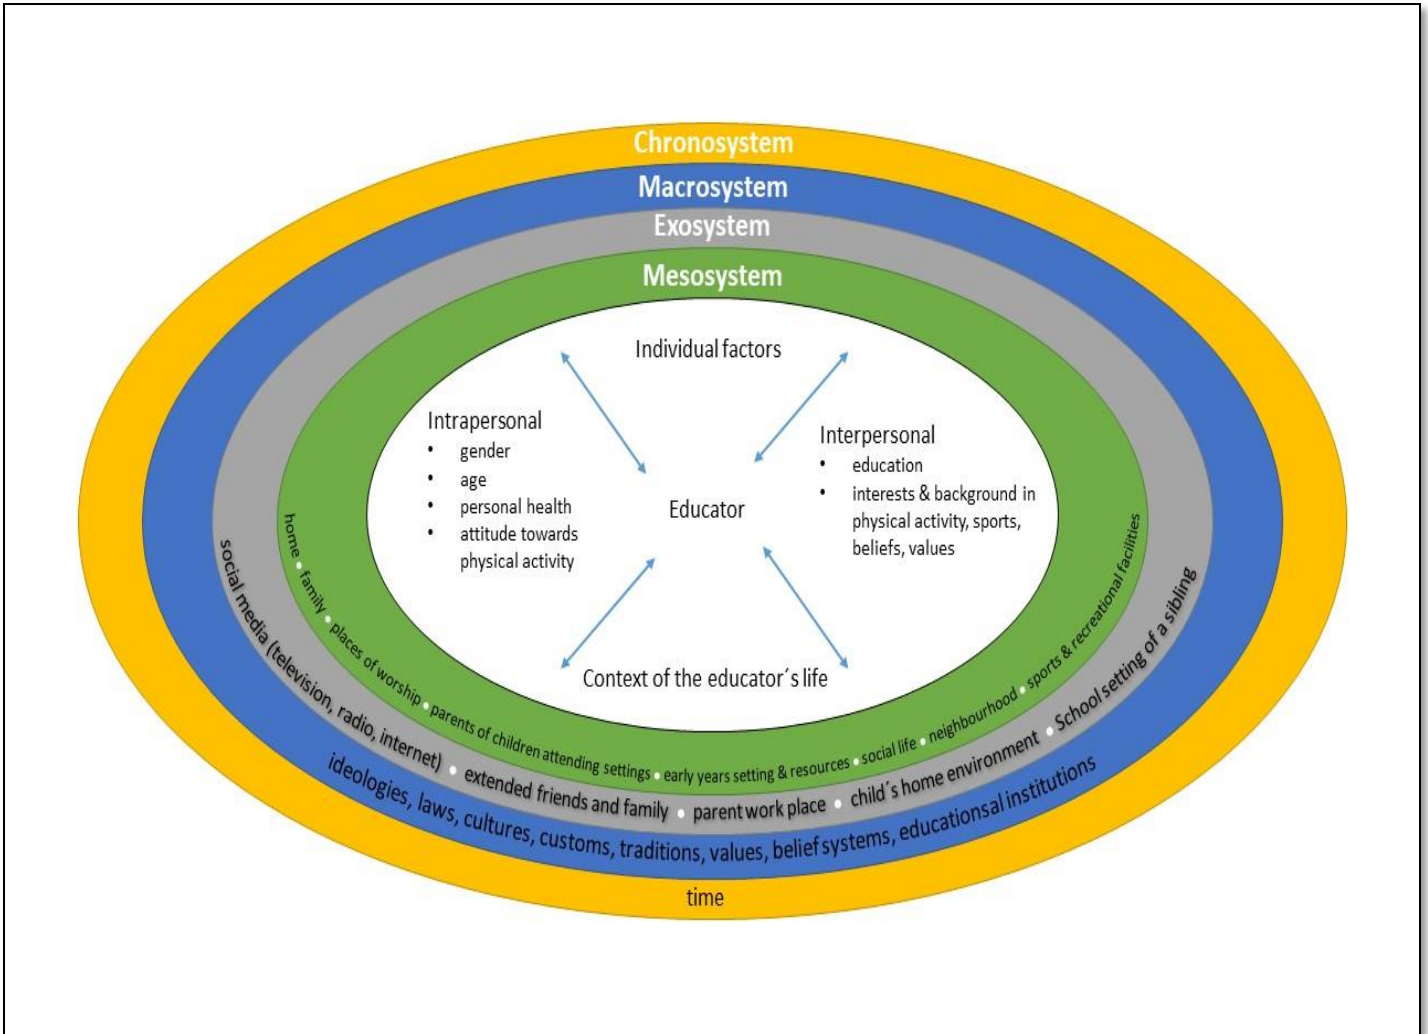 Chronosystem
Macrosystem
Exosystem
Mesosystem
Individual factors
Intrapersonal
• gender
• age
• personal health
• attitude towards
physical activity
Interpersonal
• education
• interests & background in
physical activity, sports,
beliefs, values
Educator
Context of the educator´s life
home • family • places of worship • parents of children attending settings • early years setting & resources • social life • neighbourhood • sports & recreational facilities
social media (television, radio, internet) • extended friends and family • parent work place • child´s home environment • School setting of a sibling
ideologies, laws, cultures, customs, traditions, values, belief systems, educationsal institutions
time